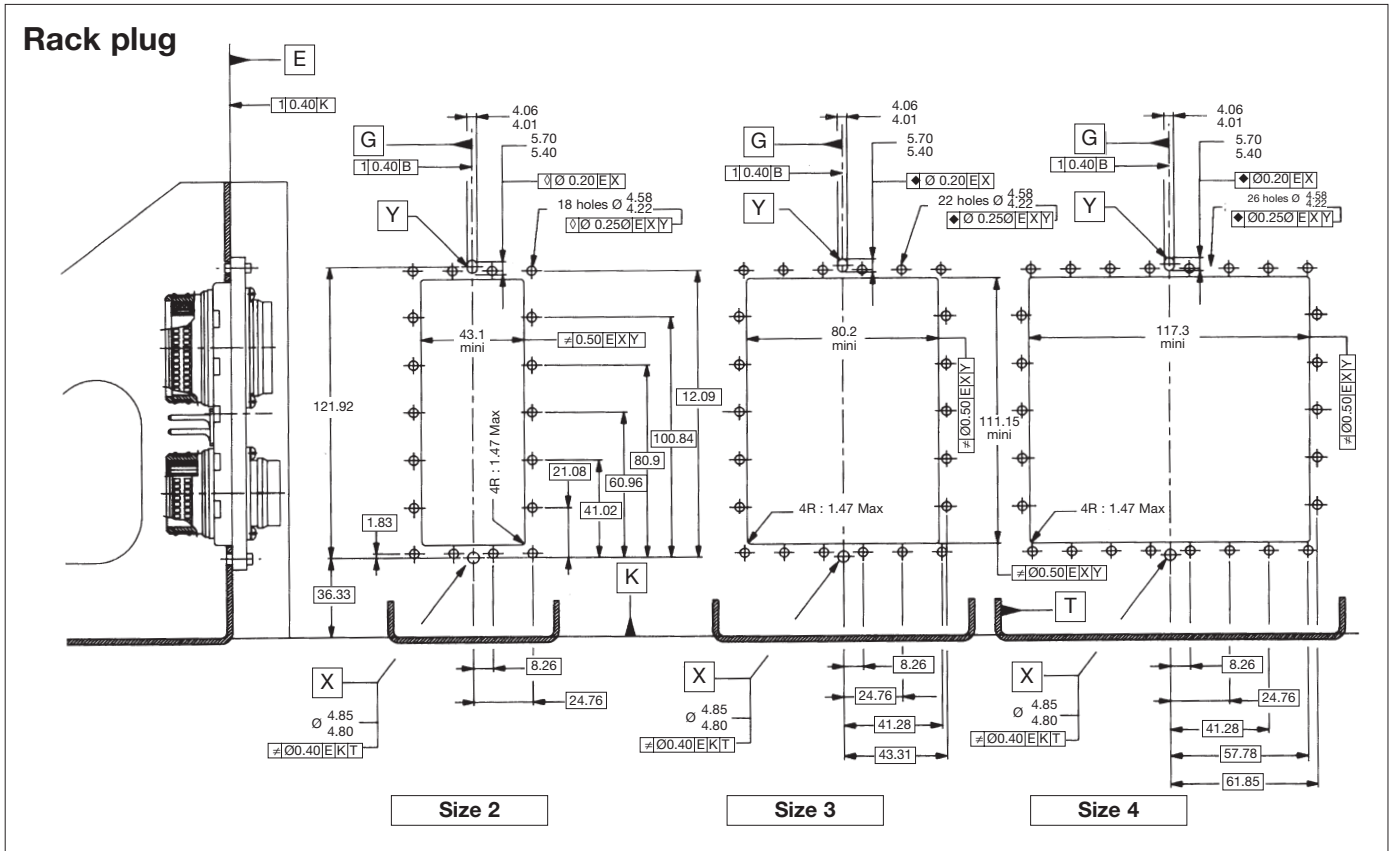 Rack plug
E
1 0.40 K
G
1 0.40 B
Y
4.06
4.01
5.70
5.40
◊ Ø 0.20 E X
18 holes Ø 4.58
4.22
◊ Ø 0.25Ø E X Y
43.1
mini
≠ 0.50 E X Y
121.92
4R : 1.47 Max
12.09
100.84
80.9
60.96
21.08
41.02
1.83
36.33
K
X
Ø 4.85
4.80
≠ Ø0.40 E K T
8.26
24.76
Size 2
G
1 0.40 B
Y
4.06
4.01
5.70
5.40
◆ Ø 0.20 E X
22 holes Ø 4.58
4.22
◆ Ø 0.25Ø E X Y
80.2
mini
≠ Ø0.50 E X Y
111.15
mini
4R : 1.47 Max
≠ Ø0.50 E X Y
X
Ø 4.85
4.80
≠ Ø0.40 E K T
8.26
24.76
41.28
43.31
Size 3
G
1 0.40 B
Y
4.06
4.01
5.70
5.40
◆ Ø0.20 E X
26 holes Ø 4.58
4.22
◆ Ø0.25Ø E X Y
117.3
mini
≠ Ø0.50 E X Y
4R : 1.47 Max
T
X
Ø 4.85
4.80
≠ Ø0.40 E K T
8.26
24.76
41.28
57.78
61.85
Size 4